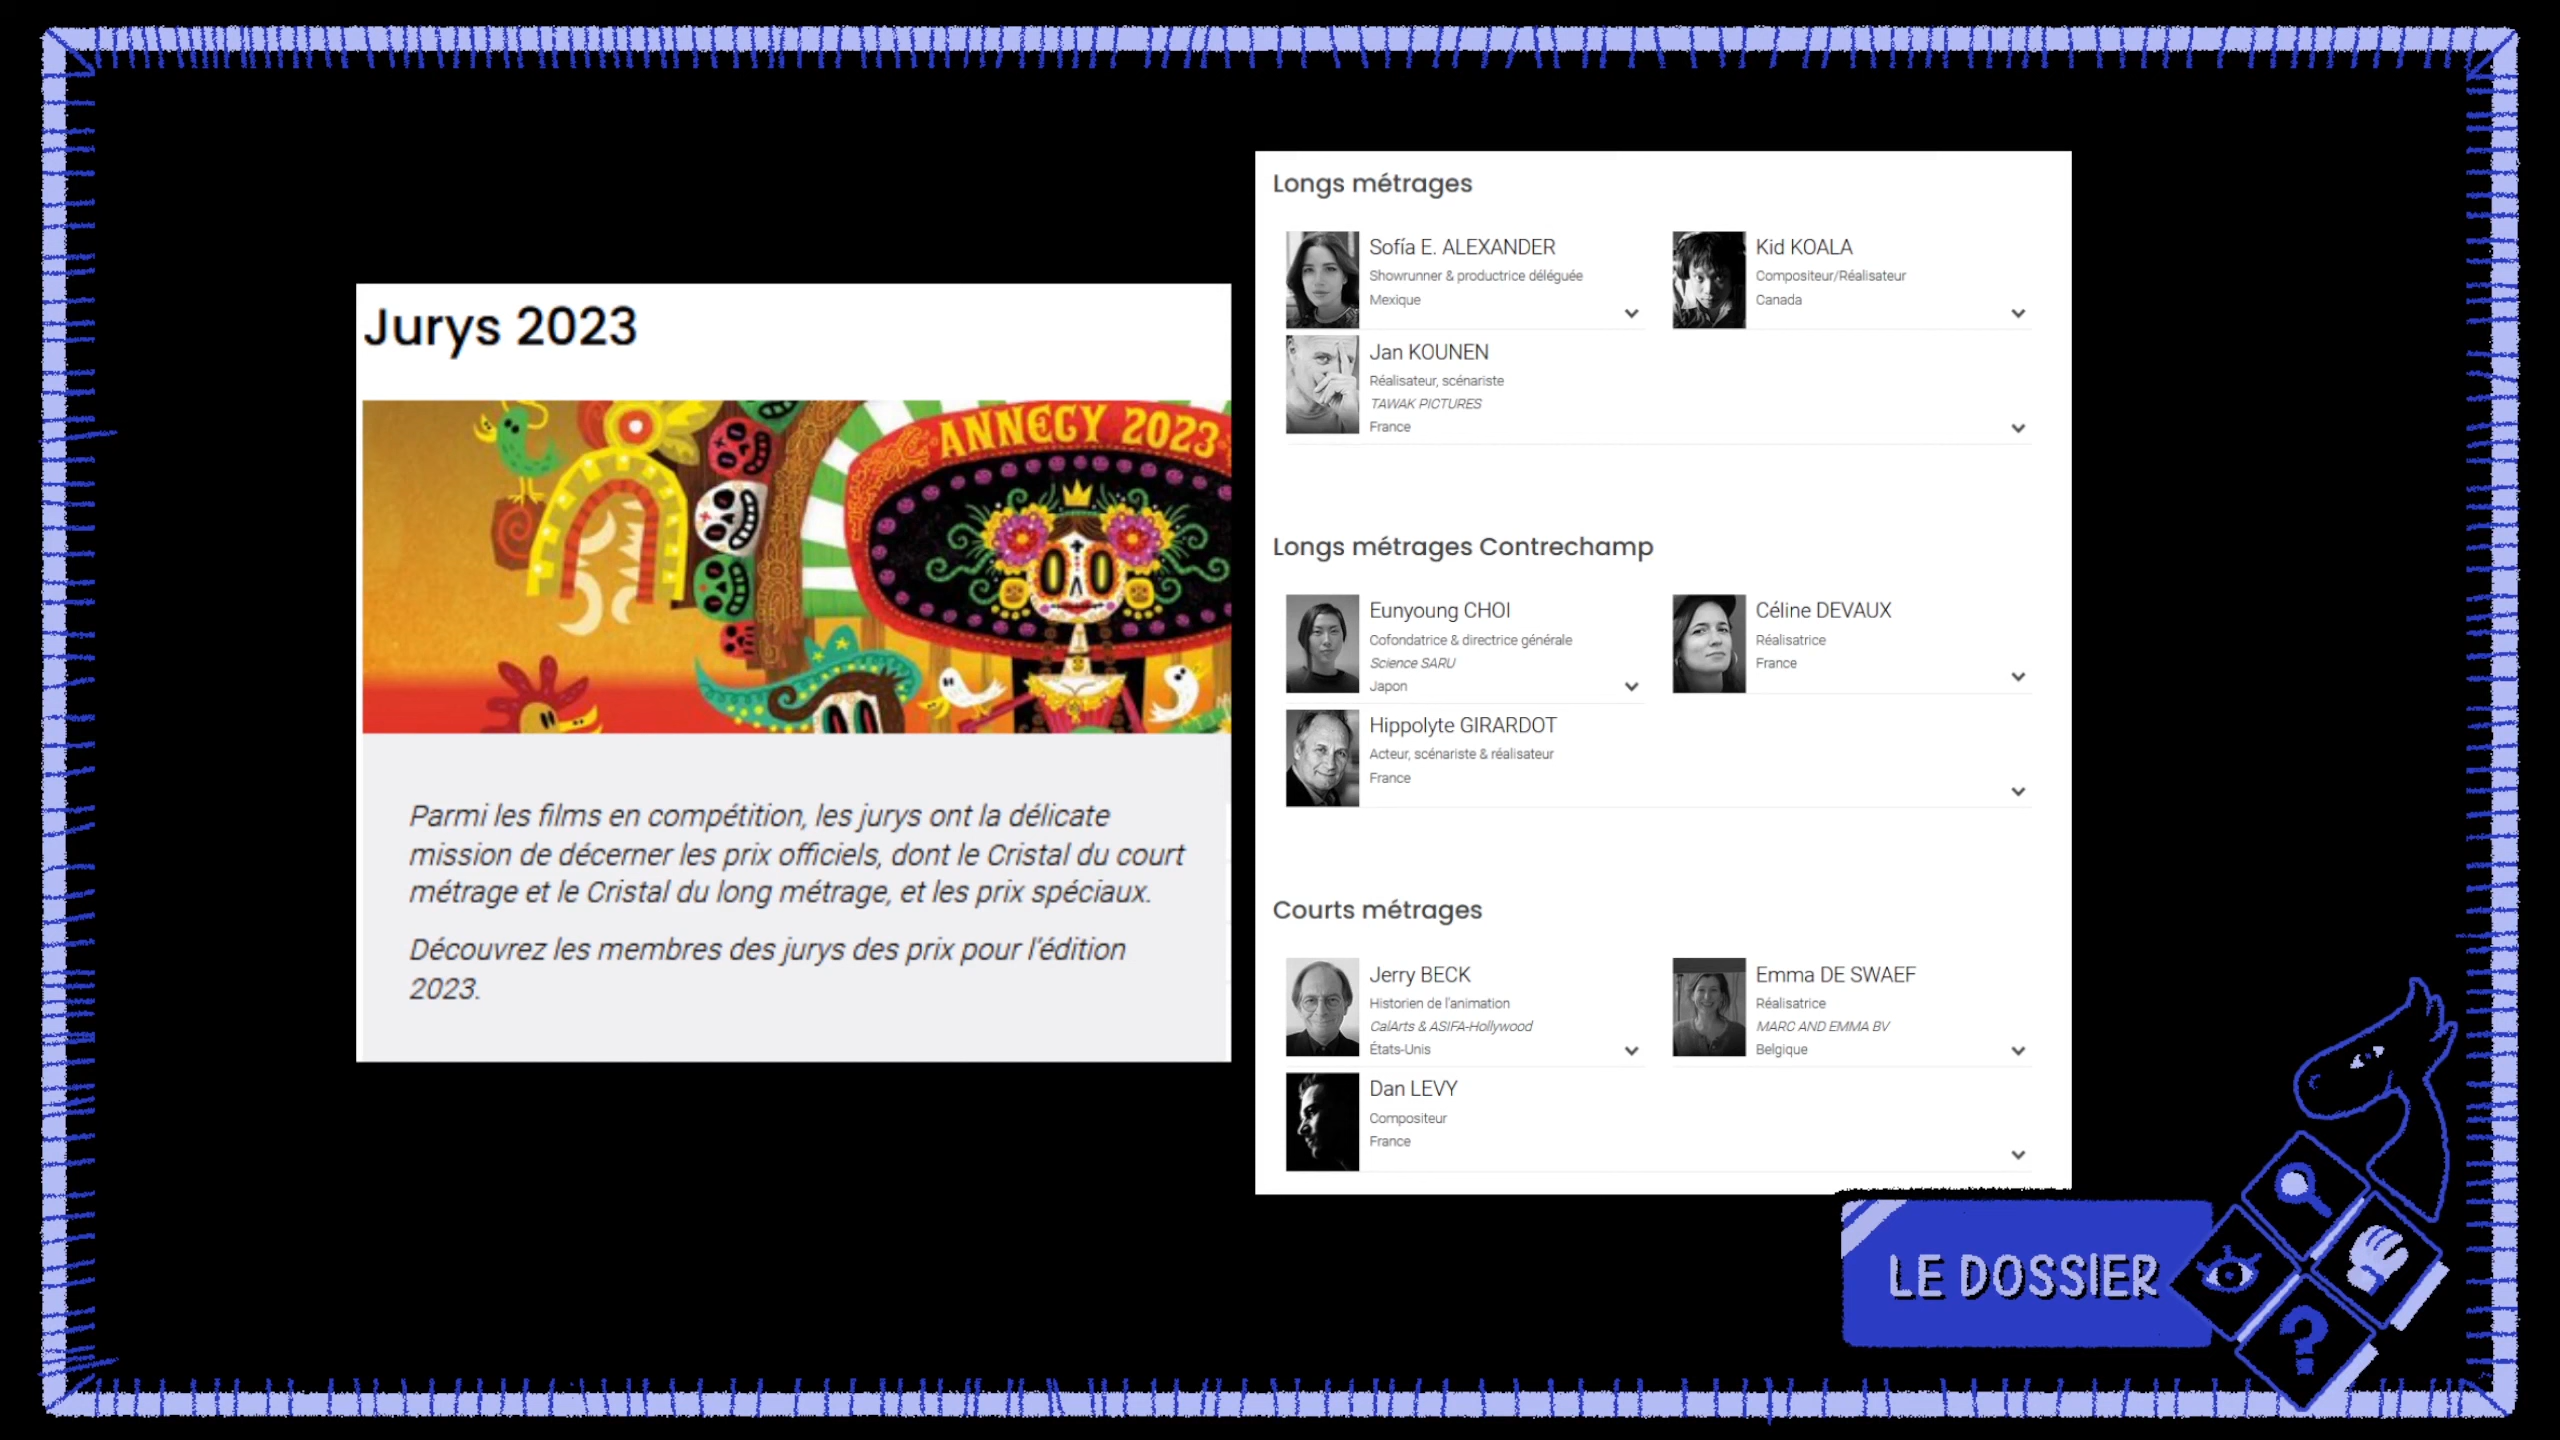 Jurys 2023
ANNECY 2023
Parmi les films en compétition, les jurys ont la délicate
mission de décerner les prix officiels, dont le Cristal du court
métrage et le Cristal du long métrage, et les prix spéciaux.
Découvrez les membres des jurys des prix pour l'édition
2023.
Longs métrages
Sofía E. ALEXANDER
Showrunner & productrice déléguée
Mexique
Kid KOALA
Compositeur/Réalisateur
Canada
Jan KOUNEN
Réalisateur, scénariste
TAWAK PICTURES
France
Longs métrages Contrechamp
Eunyoung CHOI
Cofondatrice & directrice générale
Science SARU
Japon
Céline DEVAUX
Réalisatrice
France
Hippolyte GIRARDOT
Acteur, scénariste & réalisateur
France
Courts métrages
Jerry BECK
Historien de l'animation
CalArts & ASIFA-Hollywood
États-Unis
Emma DE SWAEF
Réalisatrice
MARC AND EMMA BV
Belgique
Dan LEVY
Compositeur
France
LE DOSSIER
?